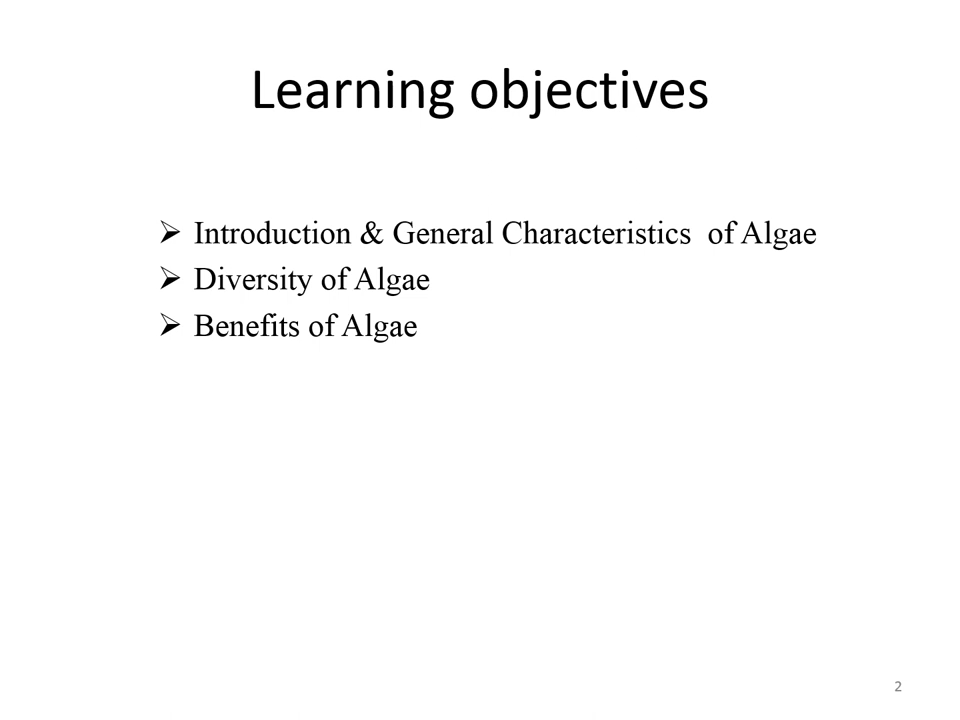 Learning objectives
➢ Introduction & General Characteristics  of Algae
➢ Diversity of Algae
➢ Benefits of Algae
2